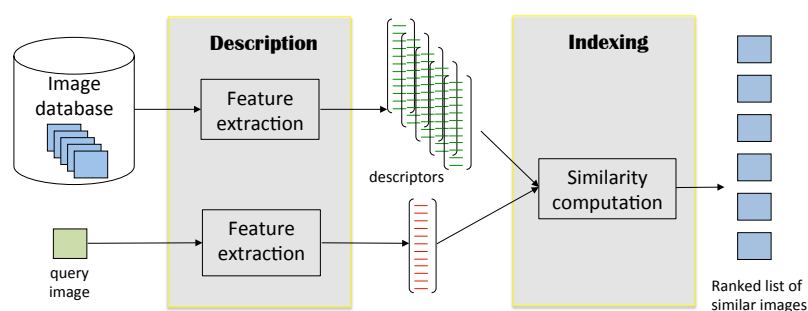 Description
Indexing
Image
database
Feature
extraction
descriptors
Similarity
computation
Feature
extraction
query
image
Ranked list of
similar images